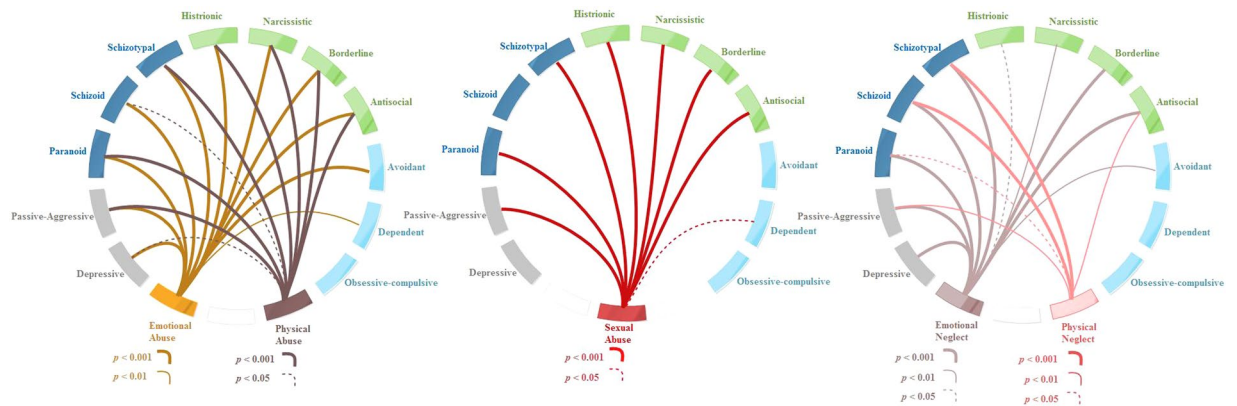 Histrionic
Narcissistic
Schizotypal
Borderline
Schizoid
Antisocial
Paranoid
Avoidant
Passive-Aggressive
Dependent
Depressive
Obsessive-compulsive
Emotional
Abuse
Physical
Abuse
p < 0.001
p < 0.01
p < 0.001
p < 0.05
Histrionic
Narcissistic
Schizotypal
Borderline
Schizoid
Antisocial
Paranoid
Avoidant
Passive-Aggressive
Dependent
Depressive
Obsessive-compulsive
Sexual
Abuse
p < 0.001
p < 0.05
Histrionic
Narcissistic
Schizotypal
Borderline
Schizoid
Antisocial
Paranoid
Avoidant
Passive-Aggressive
Dependent
Depressive
Obsessive-compulsive
Emotional
Neglect
Physical
Neglect
p < 0.001
p < 0.01
p < 0.05
p < 0.001
p < 0.01
p < 0.05